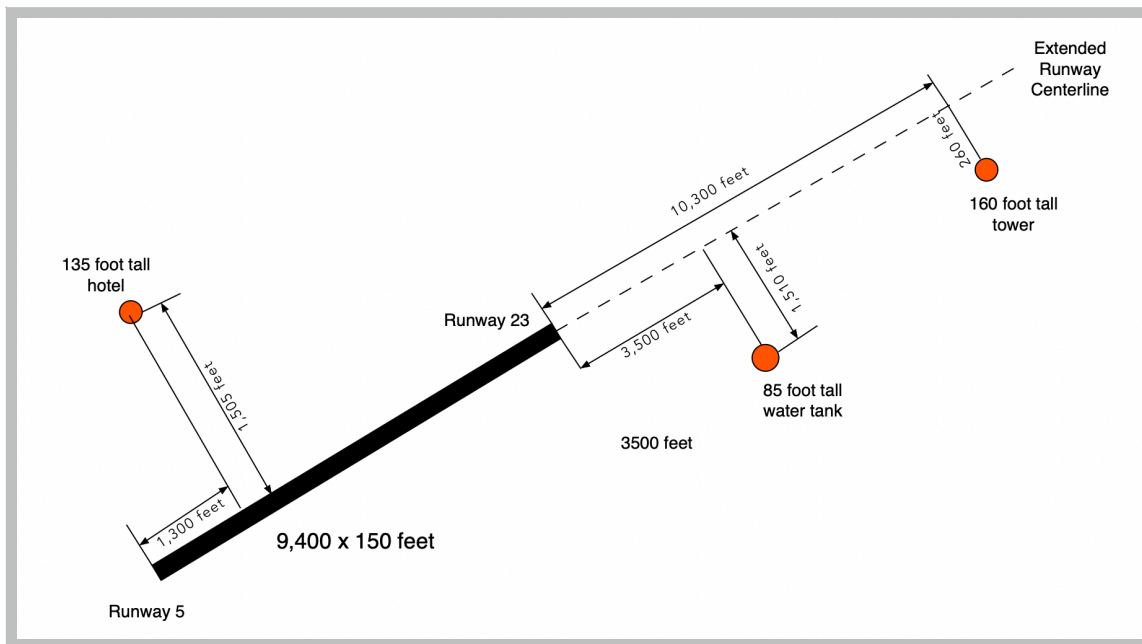 Extended
Runway
Centerline
10,300 feet
260 feet
160 foot tall
tower
135 foot tall
hotel
Runway 23
1,510 feet
3,500 feet
85 foot tall
water tank
1,505 feet
3500 feet
1,300 feet
9,400 x 150 feet
Runway 5